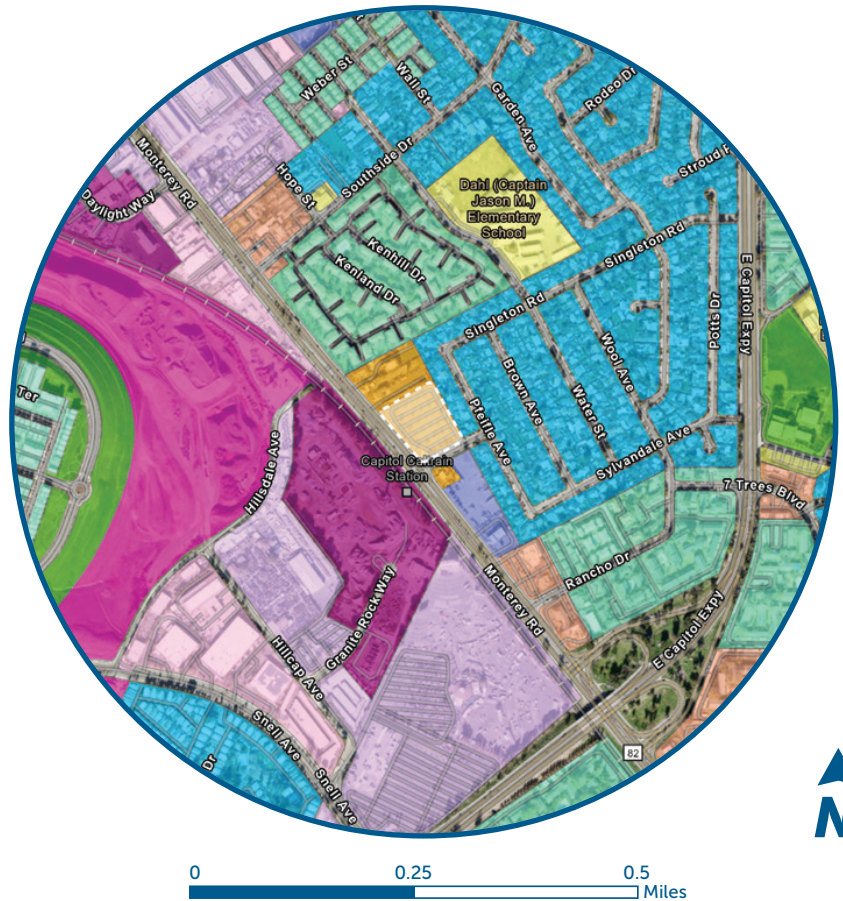 Weber St
Wall St
Garden Ave
Rodeo Dr
Monterey Rd
Hope St
Southside Dr
Stroud
Daylight Way
Dahl (Captain
Jason M.)
Elementary
School
Kenhill Dr
Kenland Dr
Singleton Rd
Singleton Rd
E Capitol Expy
Potts Dr
Wool Ave
Brown Ave
Water St
Pfeifle Ave
Ter
Hillsdale Ave
Capitol Caltrain
Station
Sylvandale Ave
7 Trees Blvd
Rancho Dr
Monterey Rd
Granite Rock Way
E Capitol Expy
Hillcap Ave
Snell Ave
Snell Ave
Dr
82
N
0 0.25 0.5
Miles